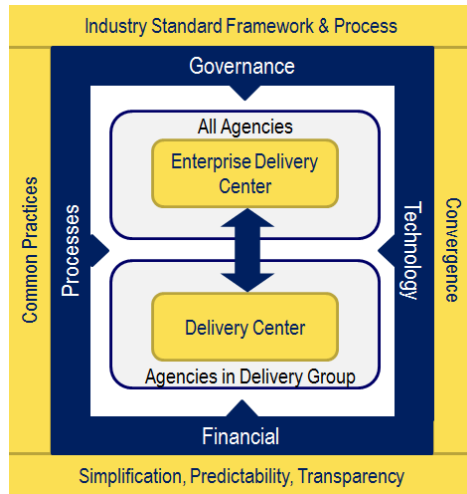 Industry Standard Framework & Process
Governance
All Agencies
Enterprise Delivery
Center
Common Practices
Processes
Technology
Convergence
Delivery Center
Agencies in Delivery Group
Financial
Simplification, Predictability, Transparency